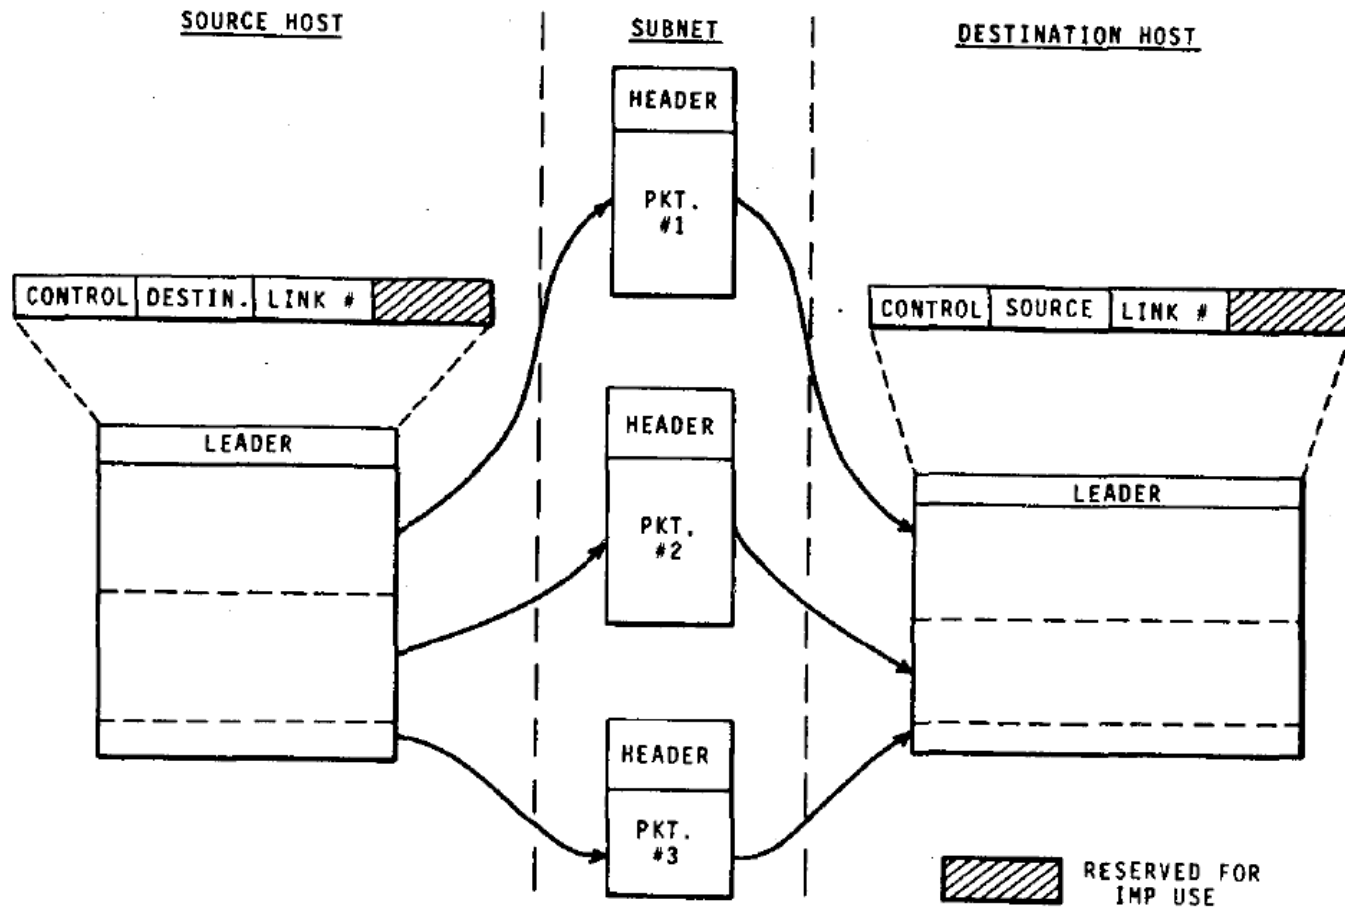 SOURCE HOST
SUBNET
DESTINATION HOST
HEADER
PKT.
#1
CONTROL DESTIN. LINK #
CONTROL SOURCE LINK #
LEADER
HEADER
PKT.
#2
LEADER
HEADER
PKT.
#3
RESERVED FOR
IMP USE